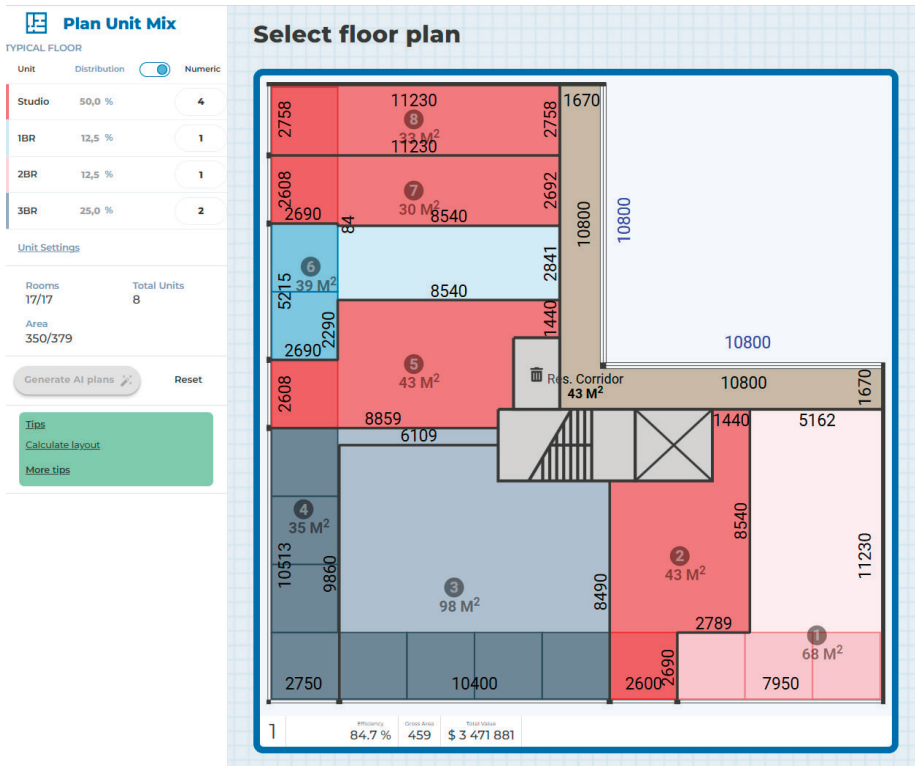 Plan Unit Mix
TYPICAL FLOOR
Unit Distribution Numeric
Studio 50,0 % 4
1BR 12,5 % 1
2BR 12,5 % 1
3BR 25,0 % 2
Unit Settings
Rooms Total Units
17/17 8
Area
350/379
Generate AI plans Reset
Tips
Calculate layout
More tips
Select floor plan
2758 11230 2758 1670
8
33 M²
11230
2608 7 2692
2690 30 M² 8540
84 10800 10800
6
39 M² 2841
5215 8540
2290 1440
2690 10800
5
43 M² Res. Corridor 10800 1670
43 M²
2608
8859 1440 5162
6109
4
35 M² 8540
10513 9860 2 11230
43 M²
3 8490
98 M²
2789
1
68 M²
2750 10400 2600 2690 7950
1 Efficiency Gross Area Total Value
84.7 % 459 $ 3 471 881